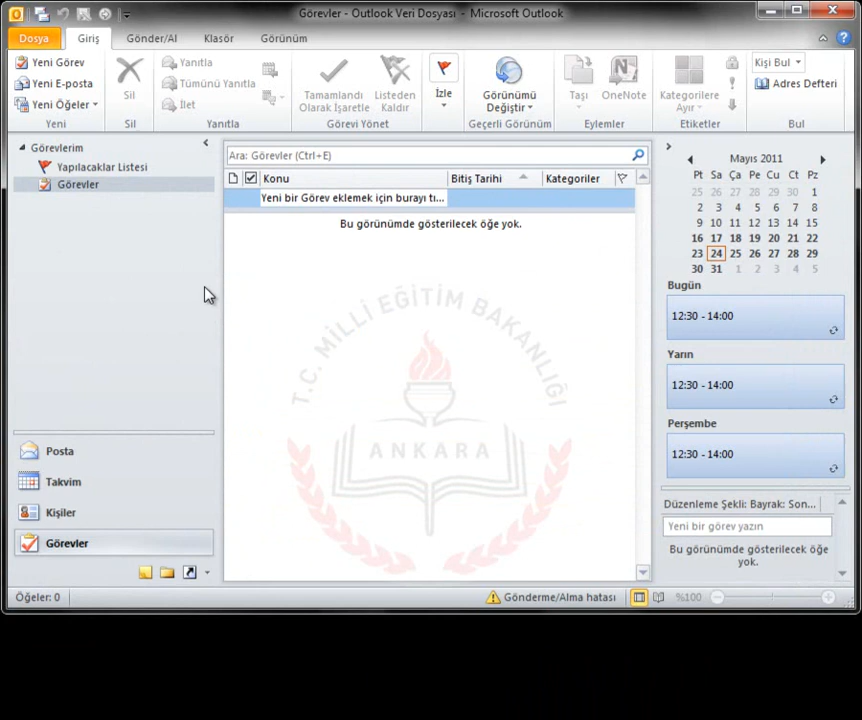 Görevler - Outlook Veri Dosyası - Microsoft Outlook
Dosya Giriş Gönder/Al Klasör Görünüm
Yeni Görev
Yeni E-posta
Yeni Öğeler
Yeni
Sil
Sil
Yanıtla
Tümünü Yanıtla
İlet
Yanıtla
Tamamlandı
Olarak İşaretle
Listeden
Kaldır
Görevi Yönet
İzle
Görünümü
Değiştir
Geçerli Görünüm
Taşı
OneNote
Eylemler
Kategorilere
Ayır
Etiketler
Kişi Bul
Adres Defteri
Bul
Görevlerim
Yapılacaklar Listesi
Görevler
Posta
Takvim
Kişiler
Görevler
Ara: Görevler (Ctrl+E)
Konu Bitiş Tarihi Kategoriler
Yeni bir Görev eklemek için burayı tı...
Bu görünümde gösterilecek öğe yok.
T.C. MİLLİ EĞİTİM BAKANLIĞI
ANKARA
Mayıs 2011
Pt Sa Ça Pe Cu Ct Pz
25 26 27 28 29 30 1
2 3 4 5 6 7 8
9 10 11 12 13 14 15
16 17 18 19 20 21 22
23 24 25 26 27 28 29
30 31 1 2 3 4 5
Bugün
12:30 - 14:00
Yarın
12:30 - 14:00
Perşembe
12:30 - 14:00
Düzenleme Şekli: Bayrak: Son...
Yeni bir görev yazın
Bu görünümde gösterilecek öğe
yok.
Öğeler: 0
Gönderme/Alma hatası
%100